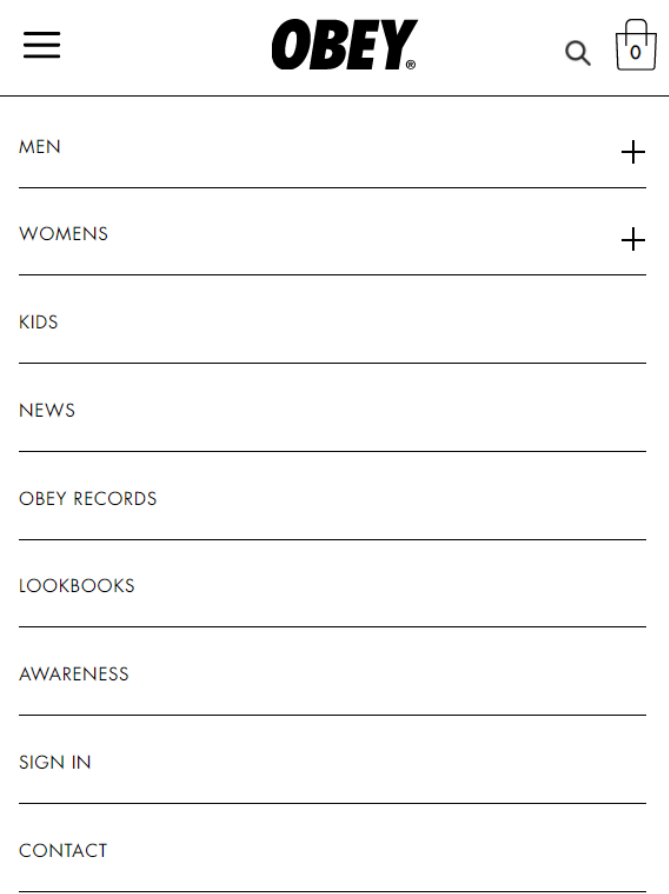 OBEY®
0
MEN
WOMENS
KIDS
NEWS
OBEY RECORDS
LOOKBOOKS
AWARENESS
SIGN IN
CONTACT